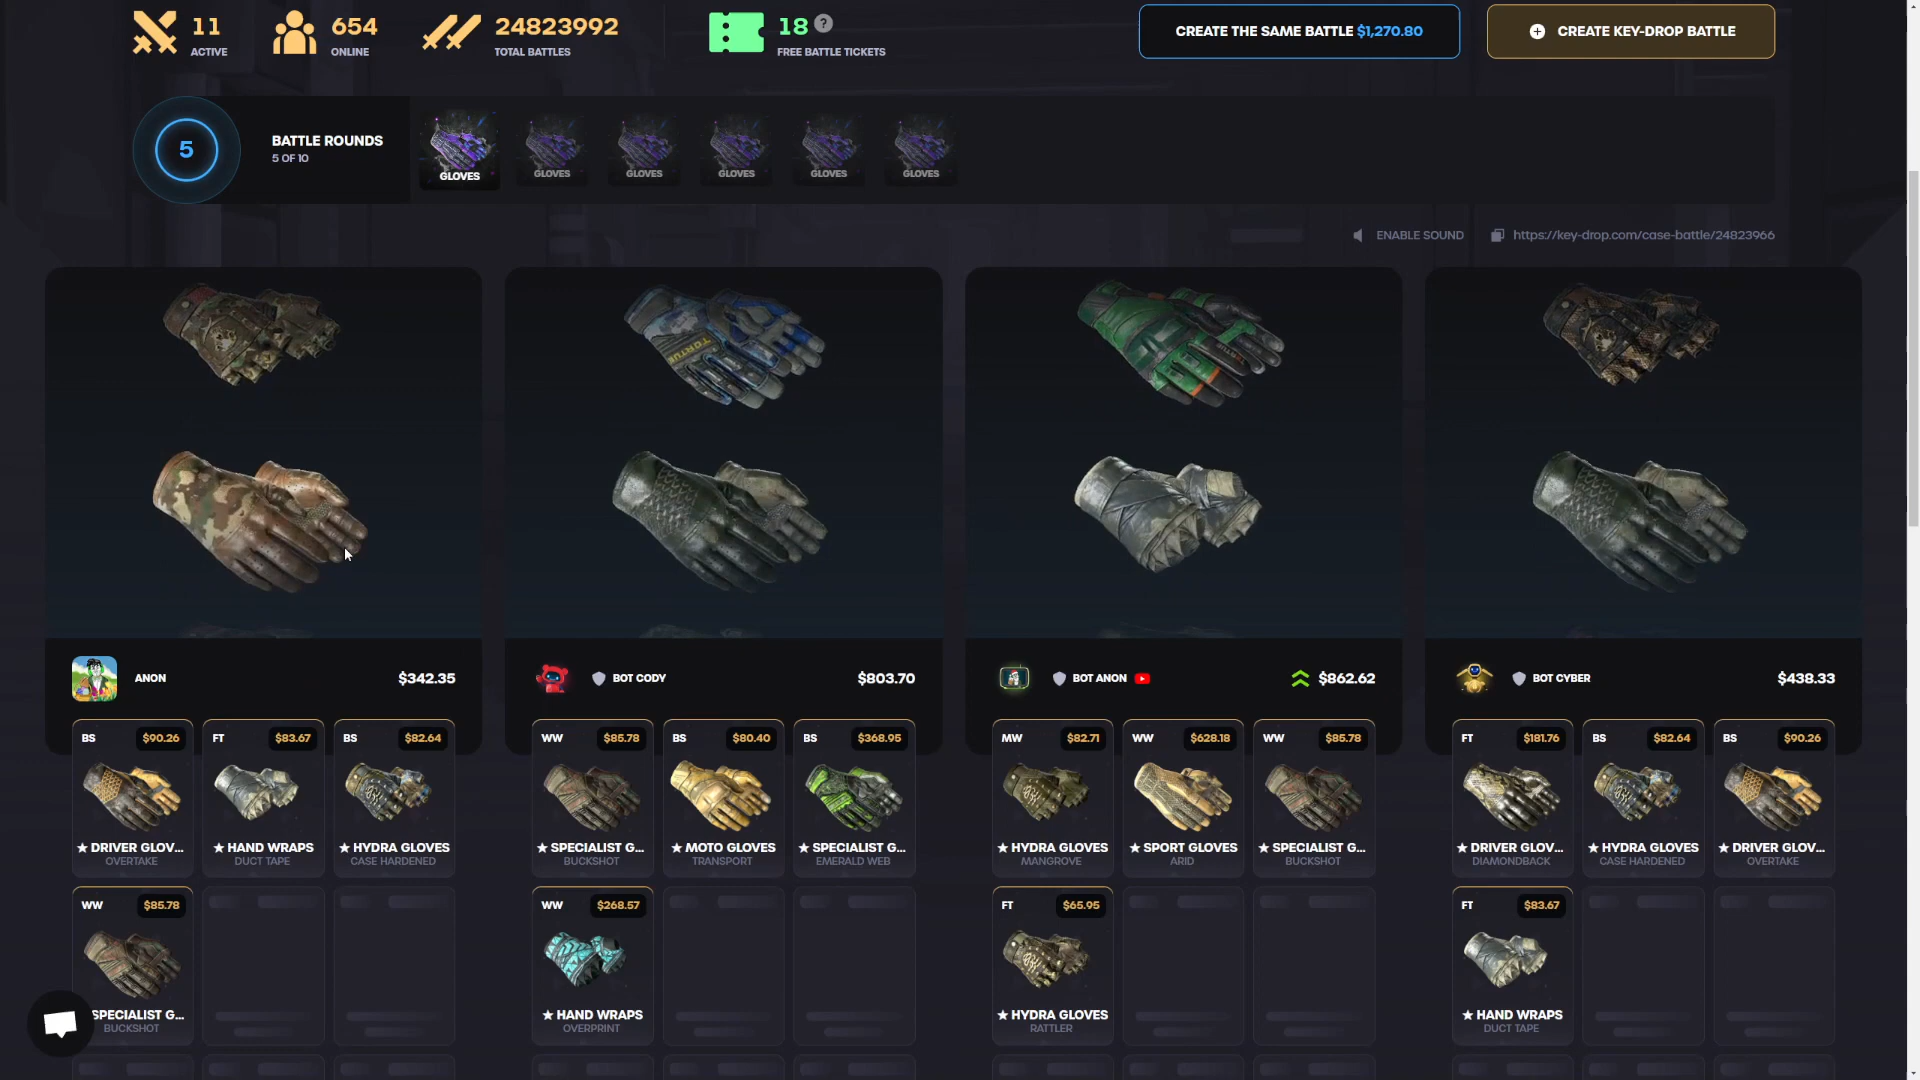 11
ACTIVE
654
ONLINE
24823992
TOTAL BATTLES
18
?
FREE BATTLE TICKETS
CREATE THE SAME BATTLE $1,270.80
CREATE KEY-DROP BATTLE
5
BATTLE ROUNDS
5 OF 10
GLOVES
GLOVES
GLOVES
GLOVES
GLOVES
GLOVES
ENABLE SOUND
https://key-drop.com/case-battle/24823966
ANON
$342.35
BOT CODY
$803.70
BOT ANON
$862.62
BOT CYBER
$438.33
BS $90.26
★ DRIVER GLOV...
OVERTAKE
FT $83.67
★ HAND WRAPS
DUCT TAPE
BS $82.64
★ HYDRA GLOVES
CASE HARDENED
WW $85.78
★ SPECIALIST G...
BUCKSHOT
BS $80.40
★ MOTO GLOVES
TRANSPORT
BS $368.95
★ SPECIALIST G...
EMERALD WEB
MW $82.71
★ HYDRA GLOVES
MANGROVE
WW $628.18
★ SPORT GLOVES
ARID
WW $85.78
★ SPECIALIST G...
BUCKSHOT
FT $181.76
★ DRIVER GLOV...
DIAMONDBACK
BS $82.64
★ HYDRA GLOVES
CASE HARDENED
BS $90.26
★ DRIVER GLOV...
OVERTAKE
WW $85.78
SPECIALIST G...
BUCKSHOT
WW $268.57
★ HAND WRAPS
OVERPRINT
FT $65.95
★ HYDRA GLOVES
RATTLER
FT $83.67
★ HAND WRAPS
DUCT TAPE